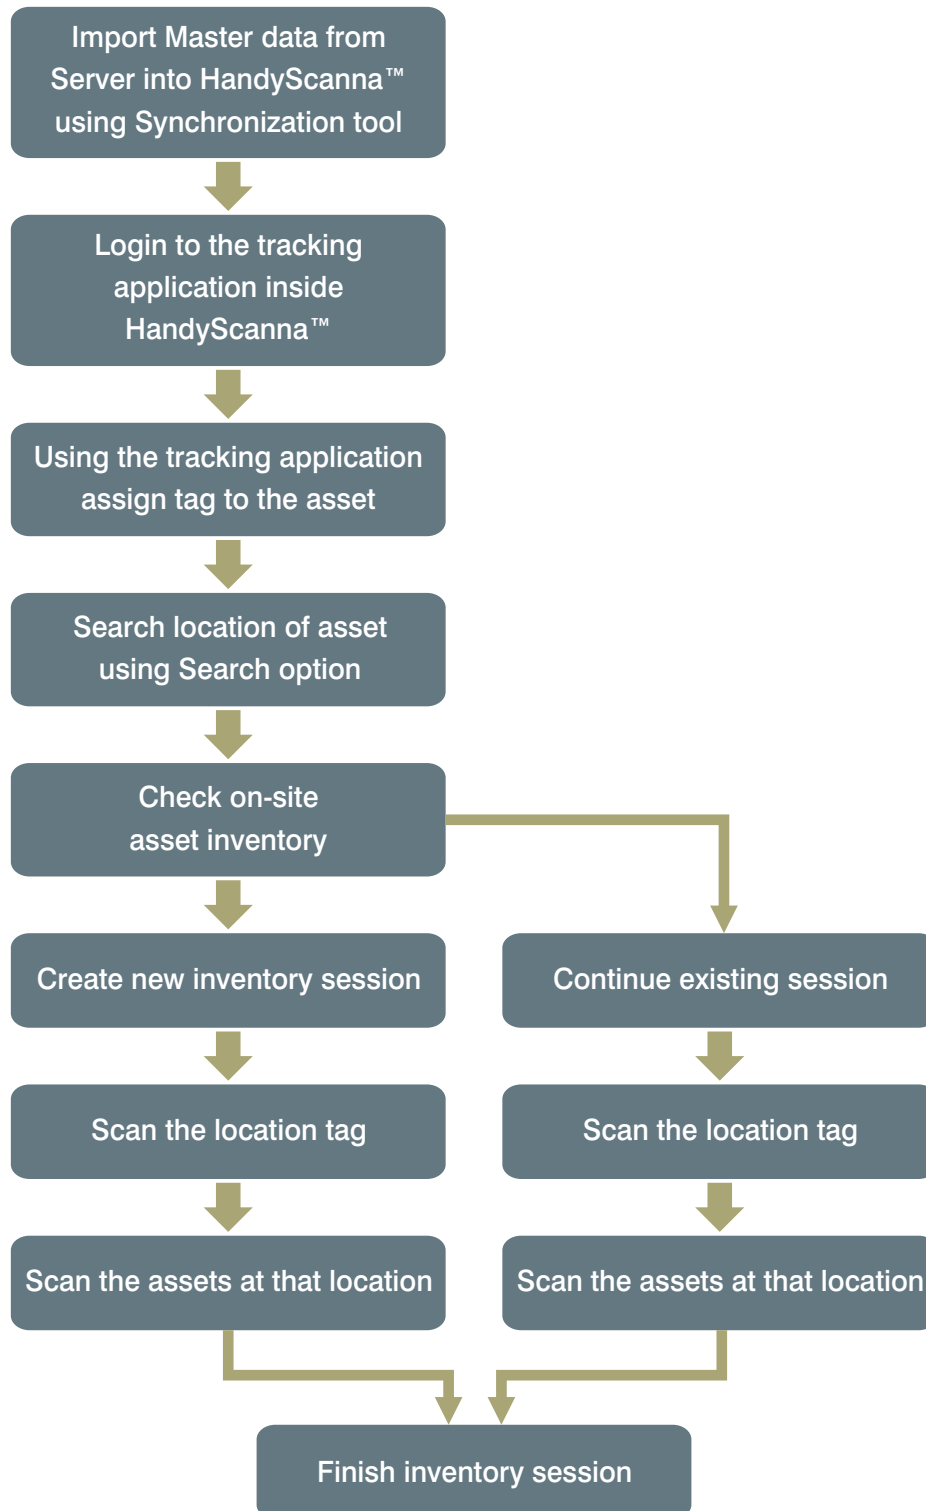 Import Master data from
Server into HandyScanna™
using Synchronization tool
Login to the tracking
application inside
HandyScanna™
Using the tracking application
assign tag to the asset
Search location of asset
using Search option
Check on-site
asset inventory
Create new inventory session
Continue existing session
Scan the location tag
Scan the location tag
Scan the assets at that location
Scan the assets at that location
Finish inventory session